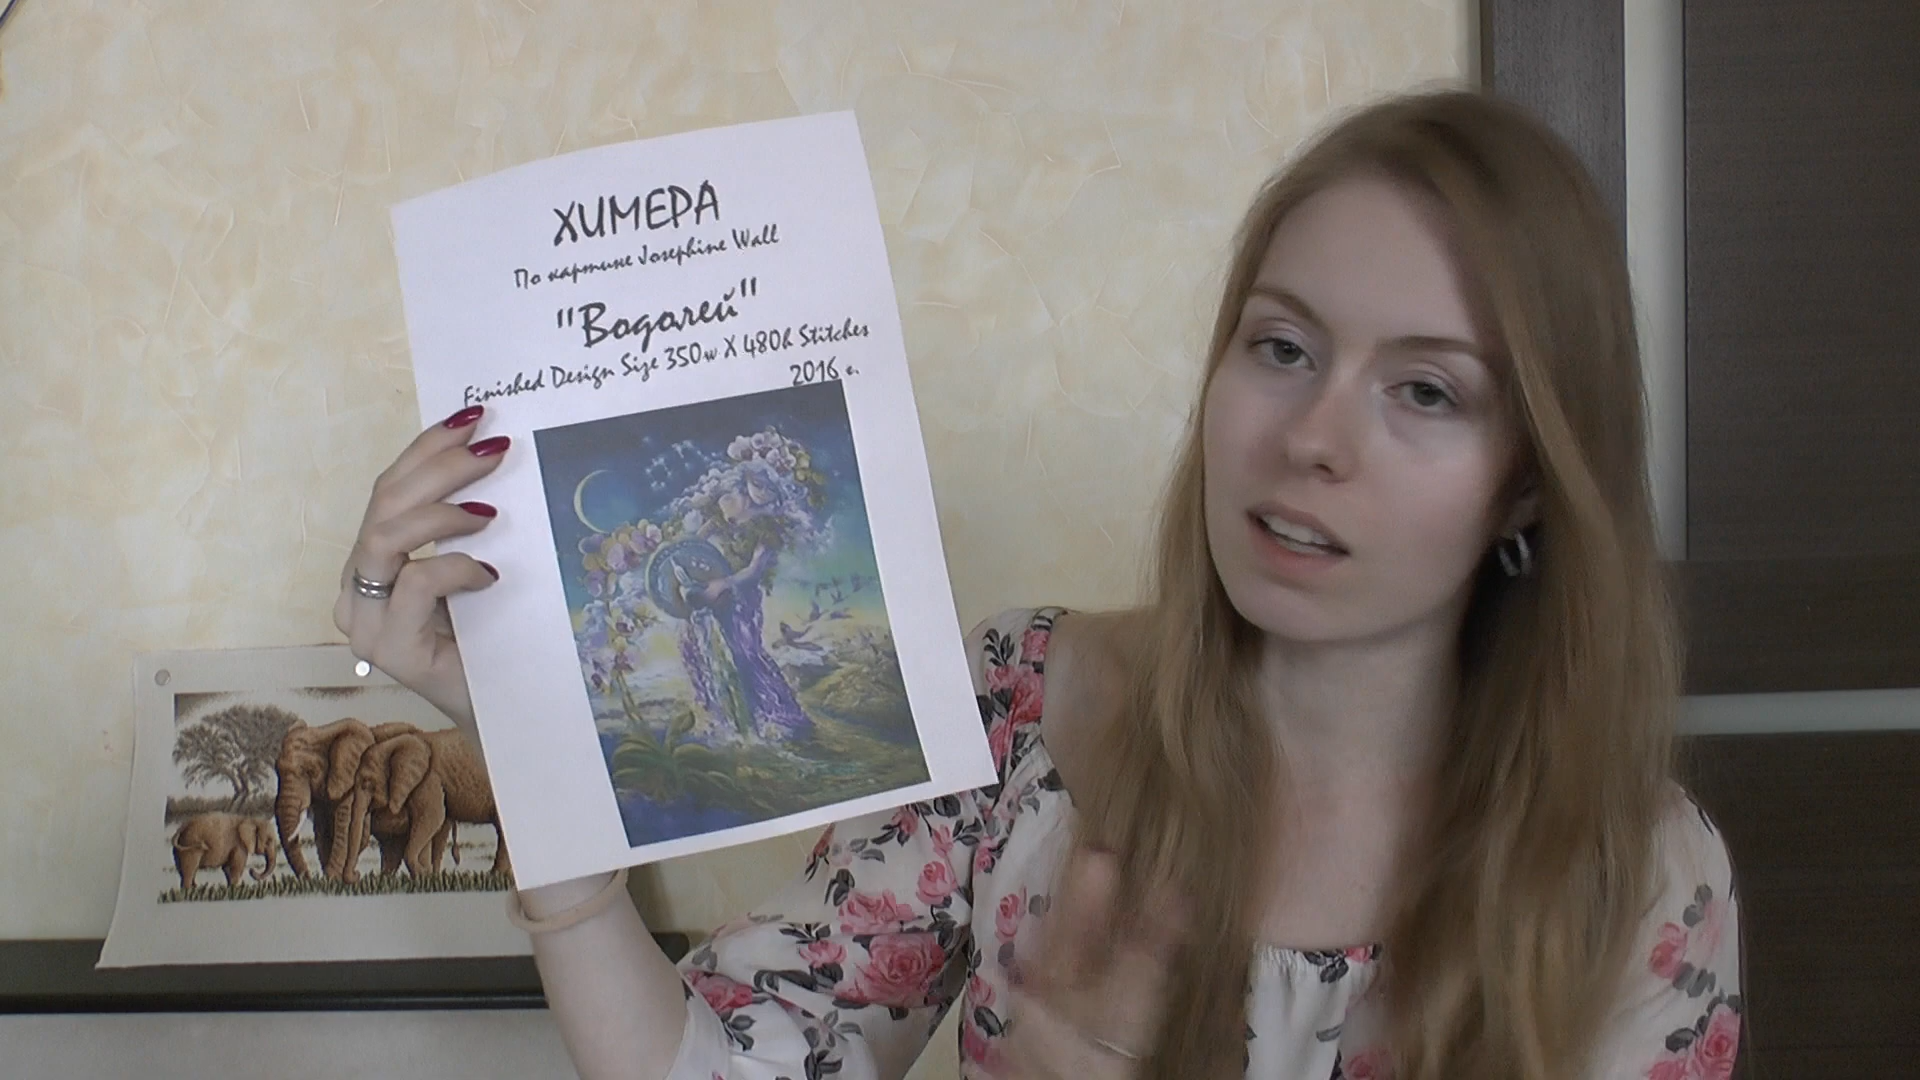 ХИМЕРА
По картине Josephine Wall
"Водолей"
Finished Design Size 350w X 480h Stitches
2016 г.